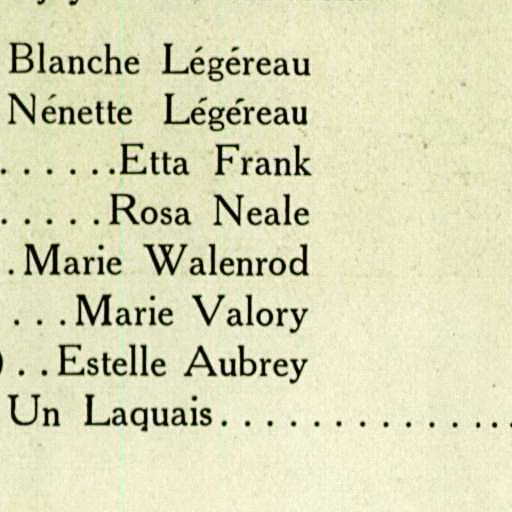 Blanche Légéreau
Nénette Légéreau
......Etta Frank
.....Rosa Neale
.Marie Walenrod
...Marie Valory
)..Estelle Aubrey
Un Laquais...............